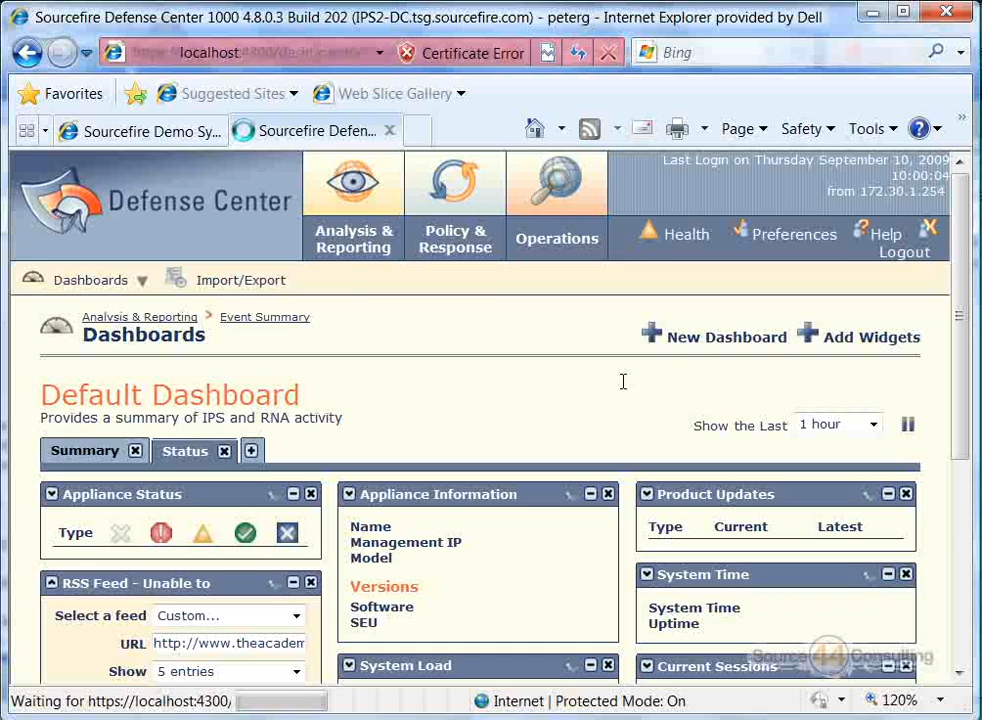 Sourcefire Defense Center 1000 4.8.0.3 Build 202 (IPS2-DC.tsg.sourcefire.com) - peterg - Internet Explorer provided by Dell
localhost:
Certificate Error
Bing
Favorites
Suggested Sites
Web Slice Gallery
Sourcefire Demo Sy...
Sourcefire Defen...
Page
Safety
Tools
Last Login on Thursday September 10, 2009
10:00:04
from 172.30.1.254
Defense Center
Analysis &
Reporting
Policy &
Response
Operations
Health
Preferences
Help
Logout
Dashboards
Import/Export
Analysis & Reporting
Event Summary
Dashboards
New Dashboard
Add Widgets
Default Dashboard
Provides a summary of IPS and RNA activity
Show the Last
1 hour
Summary
Status
Appliance Status
Type
RSS Feed - Unable to
Select a feed
Custom...
URL
http://www.theacadem
Show
5 entries
Appliance Information
Name
Management IP
Model
Versions
Software
SEU
System Load
Product Updates
Type
Current
Latest
System Time
System Time
Uptime
Current Sessions
Source 44 Consulting
Waiting for https://localhost:4300/
Internet | Protected Mode: On
120%